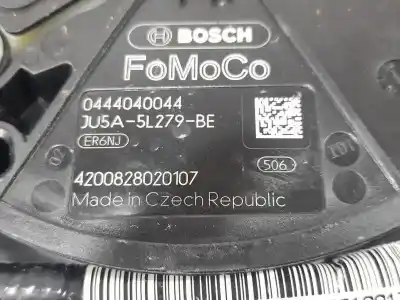 BOSCH
FoMoCo
0444040044
JU5A-5L279-BE
ER6NJ
506
4200828020107
Made in Czech Republic